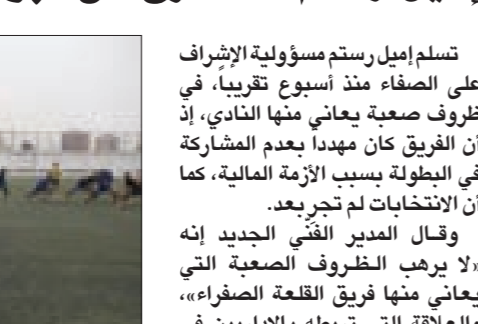 تسلم إميل رستم مسؤولية الإشراف
على الصفاء منذ أسبوع تقريباً، في
ظروف صعبة يعاني منها النادي، إذ
أن الفريق كان مهدداً بعدم المشاركة
في البطولة بسبب الأزمة المالية، كما
أن الانتخابات لم تجرِ بعد.
وقال المدير الفنّي الجديد إنه
«لا يرهب الظروف الصعبة التي
يعاني منها فريق القلعة الصفراء»،